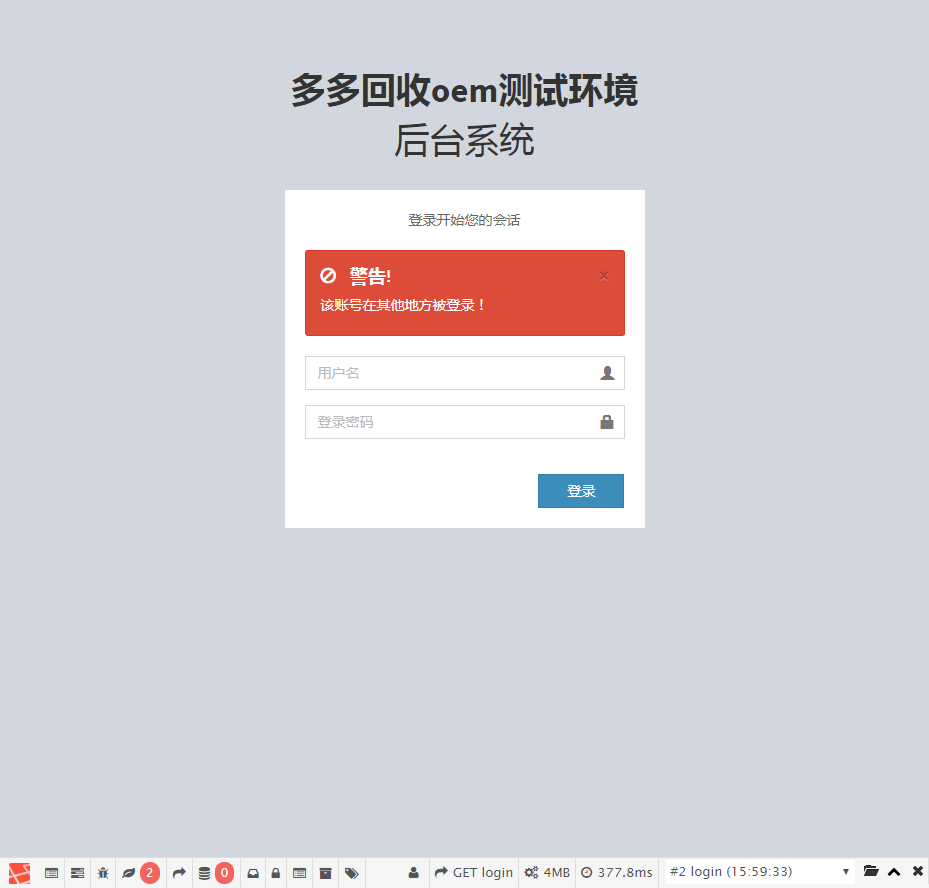 多多回收oem测试环境
后台系统
登录开始您的会话
警告!
×
该账号在其他地方被登录！
用户名
登录密码
登录
2
0
GET login
4MB
377.8ms
#2 login (15:59:33)